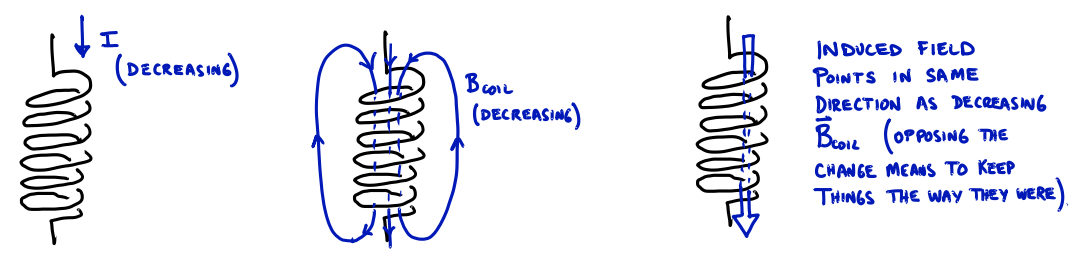 I
(DECREASING)
B COIL
(DECREASING)
INDUCED FIELD
POINTS IN SAME
DIRECTION AS DECREASING
B⃗ COIL (OPPOSING THE
CHANGE MEANS TO KEEP
THINGS THE WAY THEY WERE).